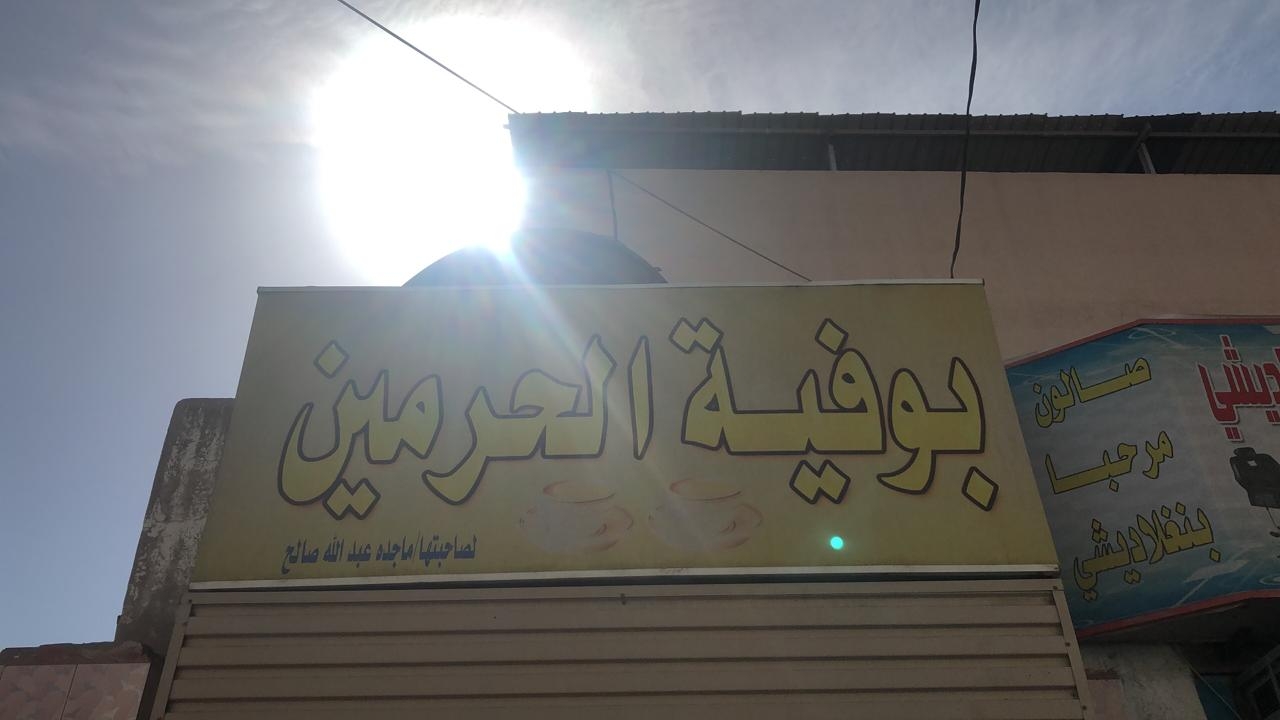 بوفية الحرمين
لصاحبتها/ماجده عبد الله صالح
صالون
مرحبا
بنغلاديشي